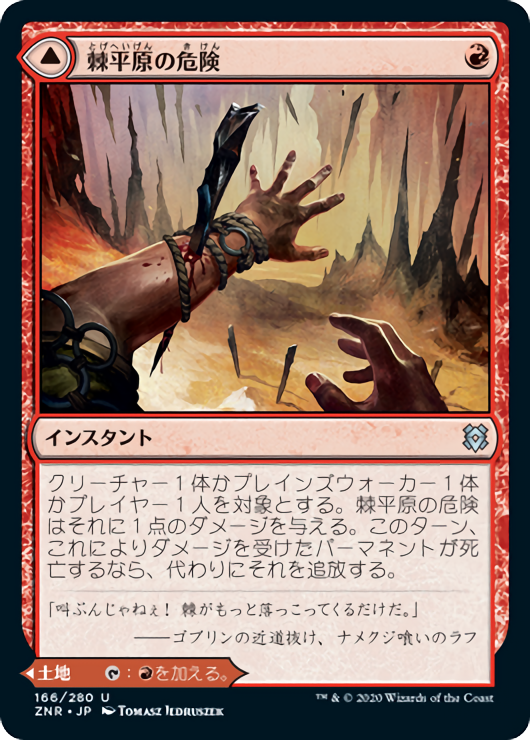 とげへいげん きけん
棘平原の危険
インスタント
クリーチャー1体かプレインズウォーカー1体
かプレイヤー1人を対象とする。棘平原の危険
はそれに1点のダメージを与える。このターン、
これによりダメージを受けたパーマネントが死
亡するなら、代わりにそれを追放する。
「叫ぶんじゃねぇ! 棘がもっと落っこってくるだけだ。」
――ゴブリンの近道抜け、ナメクジ喰いのラフ
土地 :を加える。
166/280 U
ZNR • JP Tomasz Jedruszek
™ & © 2020 Wizards of the Coast